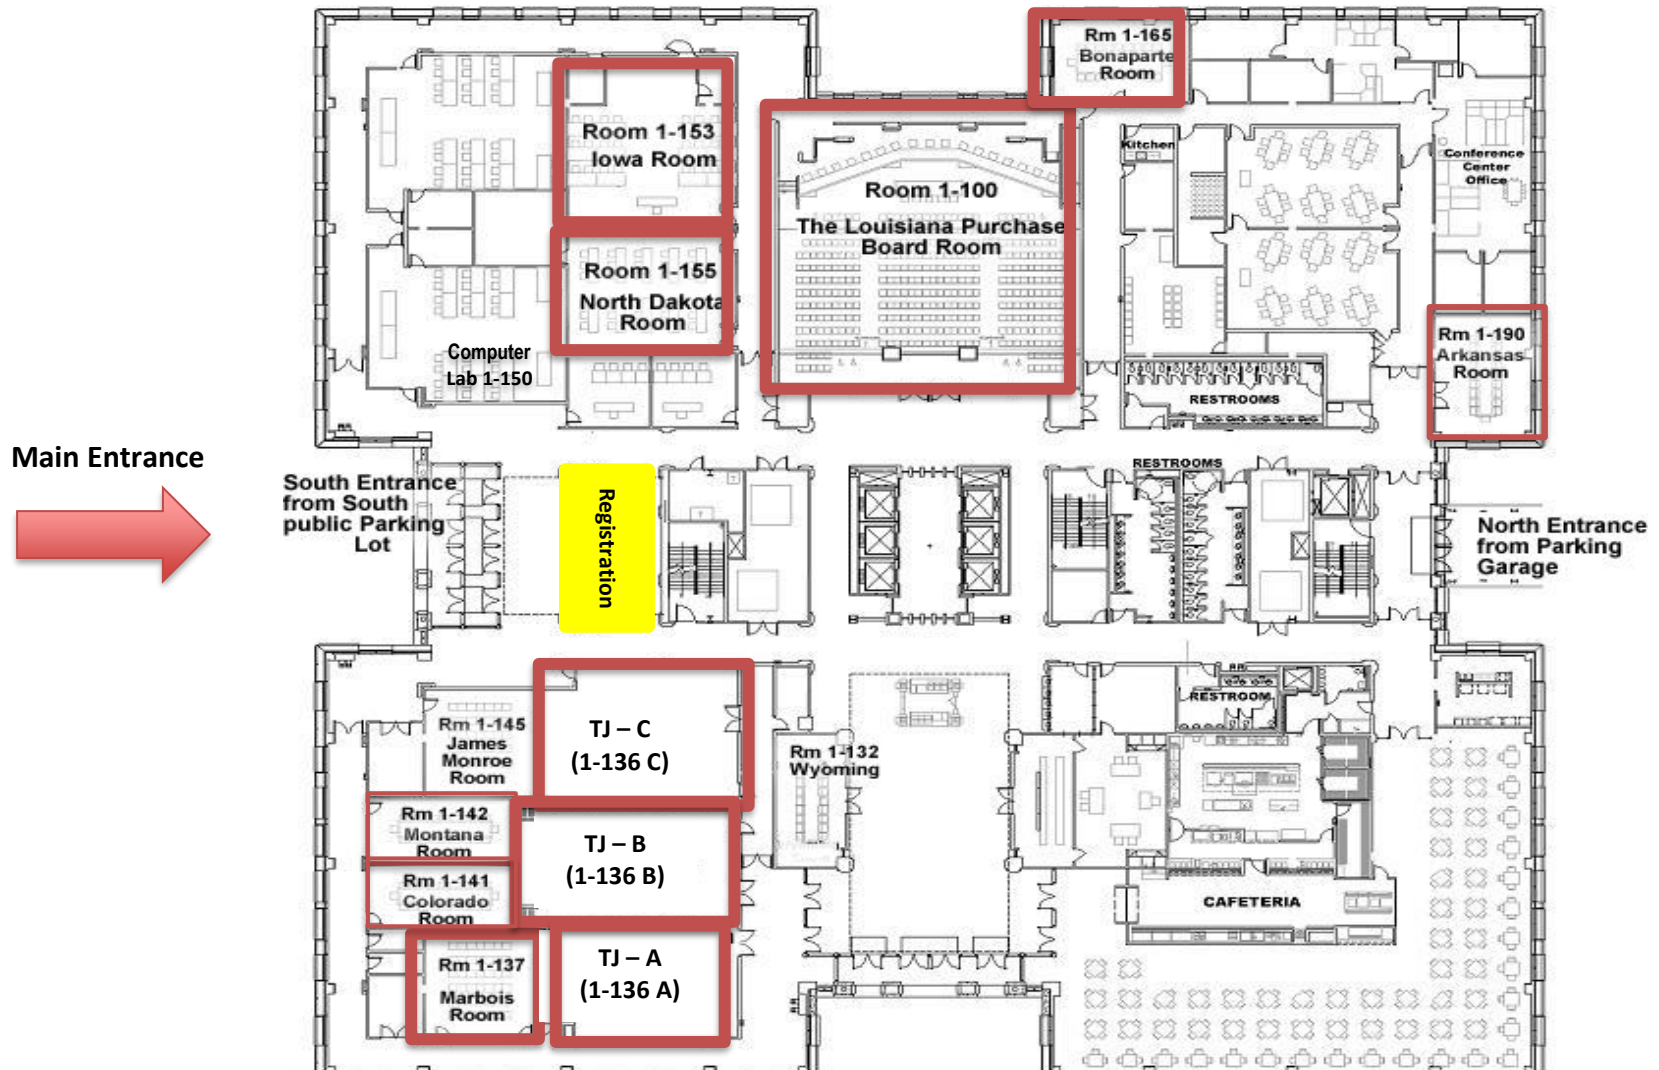 Rm 1-165
Bonaparte
Room
Room 1-153
Iowa Room
Room 1-100
The Louisiana Purchase
Board Room
Kitchen
Conference
Center
Office
Room 1-155
North Dakota
Room
Computer
Lab 1-150
Rm 1-190
Arkansas
Room
RESTROOMS
Main Entrance
South Entrance
from South
public Parking
Lot
Registration
RESTROOMS
North Entrance
from Parking
Garage
Rm 1-145
James
Monroe
Room
TJ – C
(1-136 C)
Rm 1-132
Wyoming
RESTROOM
Rm 1-142
Montana
Room
TJ – B
(1-136 B)
Rm 1-141
Colorado
Room
CAFETERIA
Rm 1-137
Marbois
Room
TJ – A
(1-136 A)